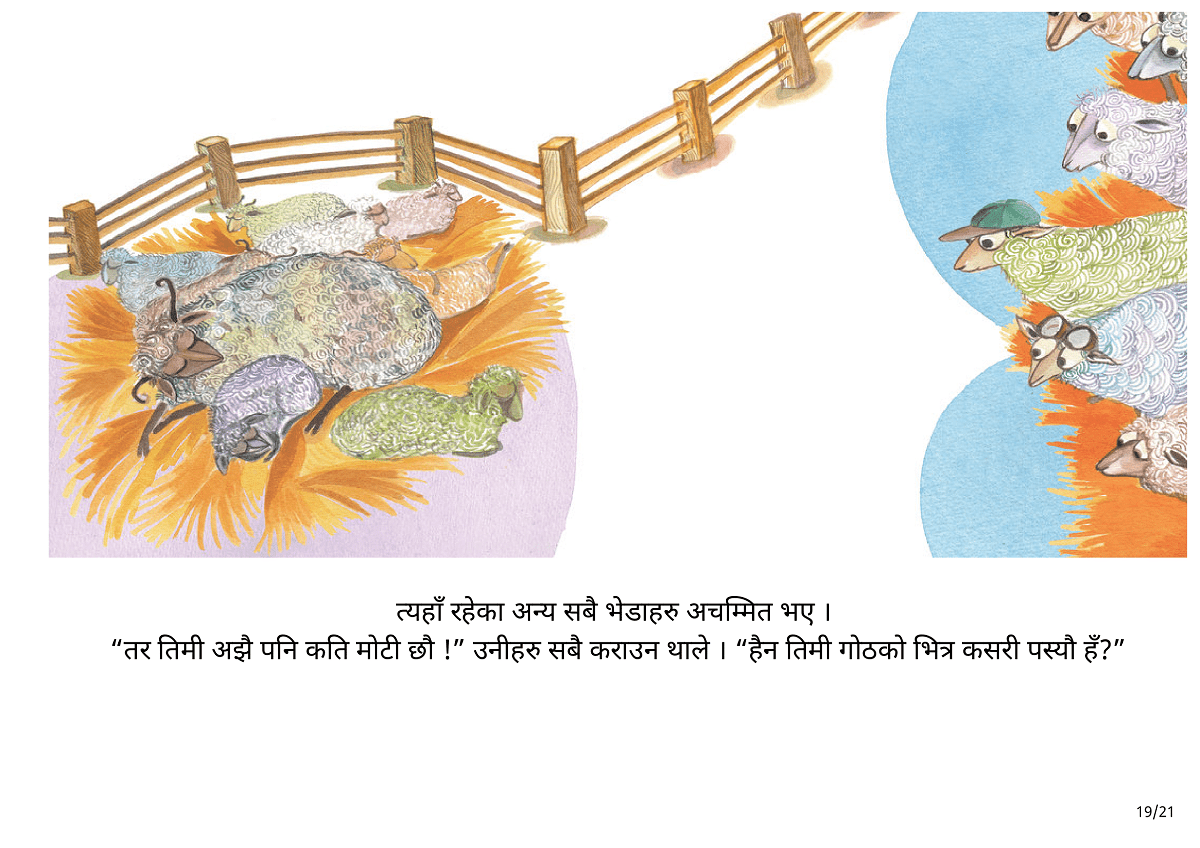 त्यहाँ रहेका अन्य सबै भेडाहरु अचम्मित भए ।
“तर तिमी अझै पनि कति मोटी छौ !” उनीहरु सबै कराउन थाले । “हैन तिमी गोठको भित्र कसरी पस्यौ हँ?”
19/21